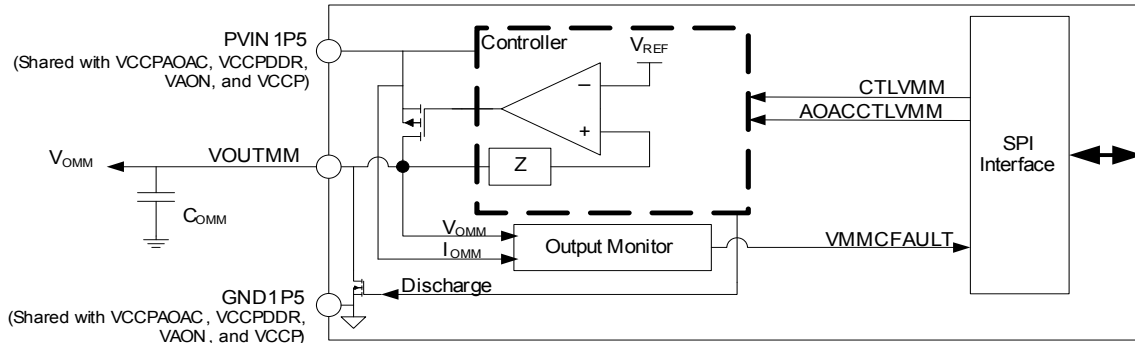 PVIN 1P5
(Shared with VCCPAOAC, VCCPDDR,
VAON, and VCCP)
Controller
VREF
CTLVMM
AOACCTLVMM
SPI
Interface
−
+
VOMM
VOUTMM
Z
COMM
VOMM
IOMM
Output Monitor
VMMCFAULT
Discharge
GND1P5
(Shared with VCCPAOAC, VCCPDDR,
VAON, and VCCP)